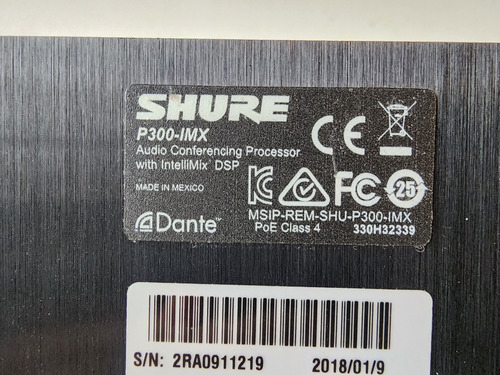 SHURE
P300-IMX
Audio Conferencing Processor
with IntelliMix® DSP
MADE IN MEXICO
CE
FC
25
MSIP-REM-SHU-P300-IMX
PoE Class 4 330H32339
Dante™
S/N: 2RA0911219 2018/01/9